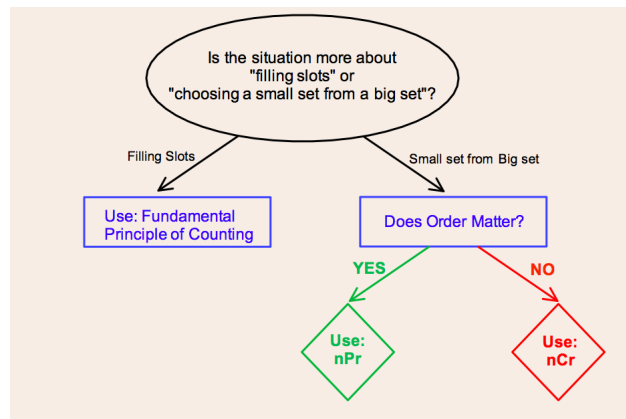 Is the situation more about
"filling slots" or
"choosing a small set from a big set"?
Filling Slots
Small set from Big set
Use: Fundamental
Principle of Counting
Does Order Matter?
YES
NO
Use:
nPr
Use:
nCr